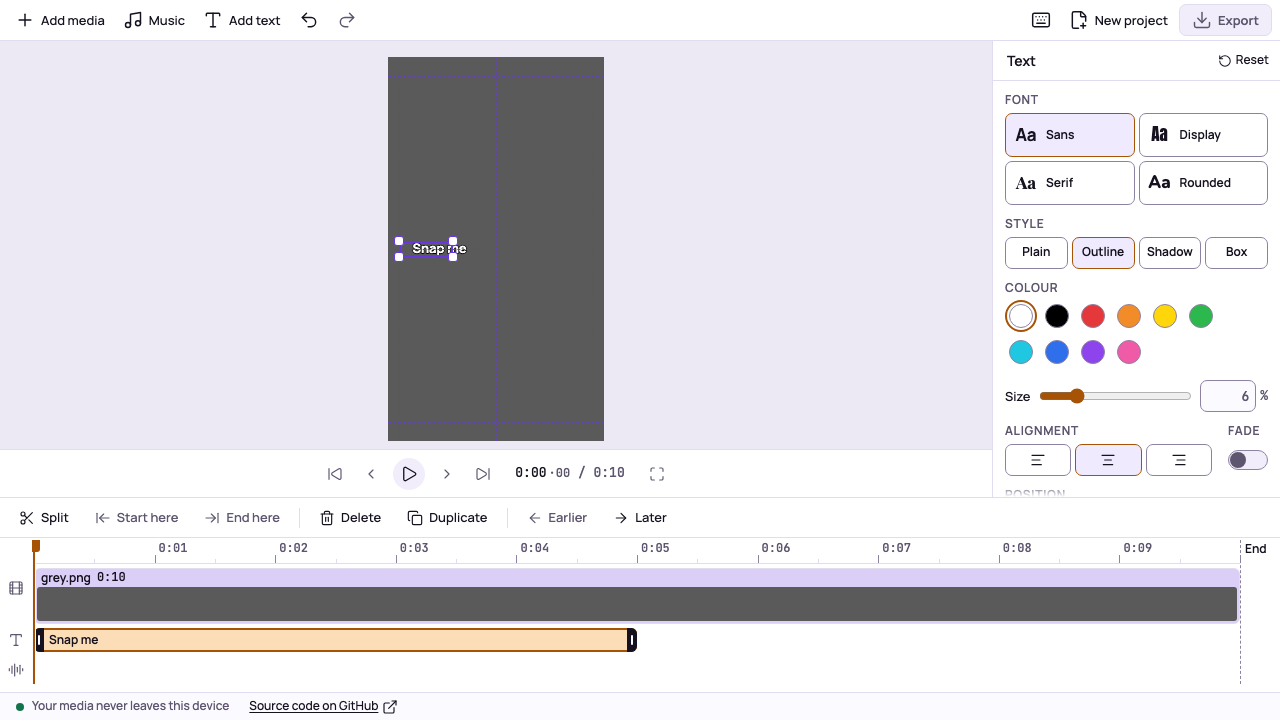 Add media
Music
Add text
New project
Export
Snap me
0:00·00 / 0:10
Text
Reset
FONT
Aa Sans
Aa Display
Aa Serif
Aa Rounded
STYLE
Plain
Outline
Shadow
Box
COLOUR
Size
6 %
ALIGNMENT
FADE
POSITION
Split
Start here
End here
Delete
Duplicate
Earlier
Later
0:01
0:02
0:03
0:04
0:05
0:06
0:07
0:08
0:09
End
grey.png 0:10
Snap me
Your media never leaves this device
Source code on GitHub